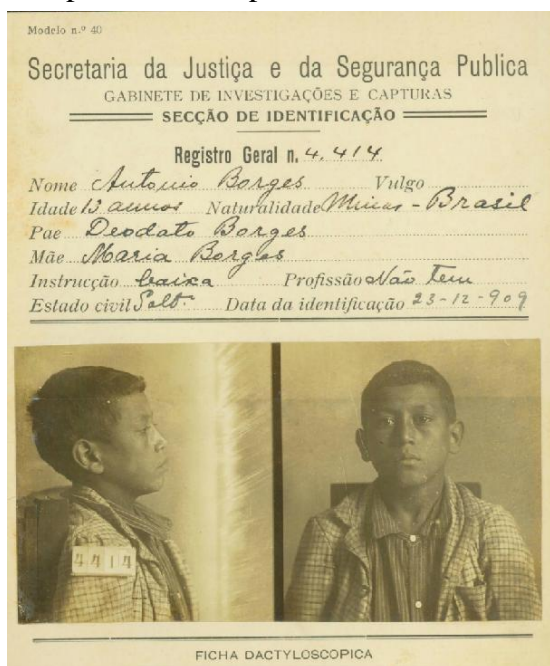 Modelo n.º 40
Secretaria da Justiça e da Segurança Publica
GABINETE DE INVESTIGAÇÕES E CAPTURAS
SECÇÃO DE IDENTIFICAÇÃO
Registro Geral n. 4.414
Nome Antonio Borges Vulgo
Idade 13 annos Naturalidade Minas - Brasil
Pae Deodato Borges
Mãe Maria Borges
Instrucção baixa Profissão Não tem
Estado civil Solt. Data da identificação 23-12-909
4414
FICHA DACTYLOSCOPICA